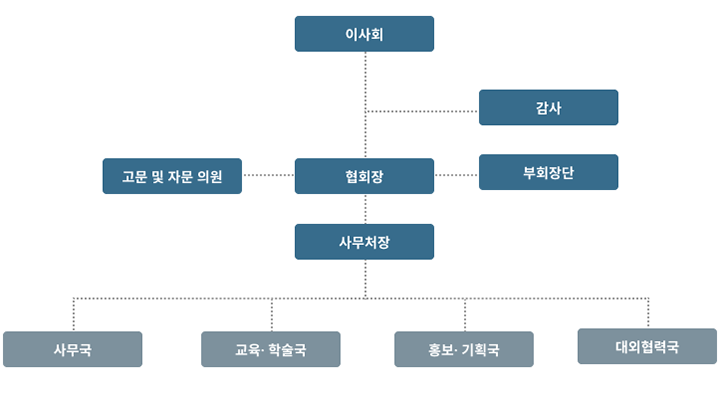 이사회
감사
고문 및 자문 의원
협회장
부회장단
사무처장
사무국
교육· 학술국
홍보· 기획국
대외협력국